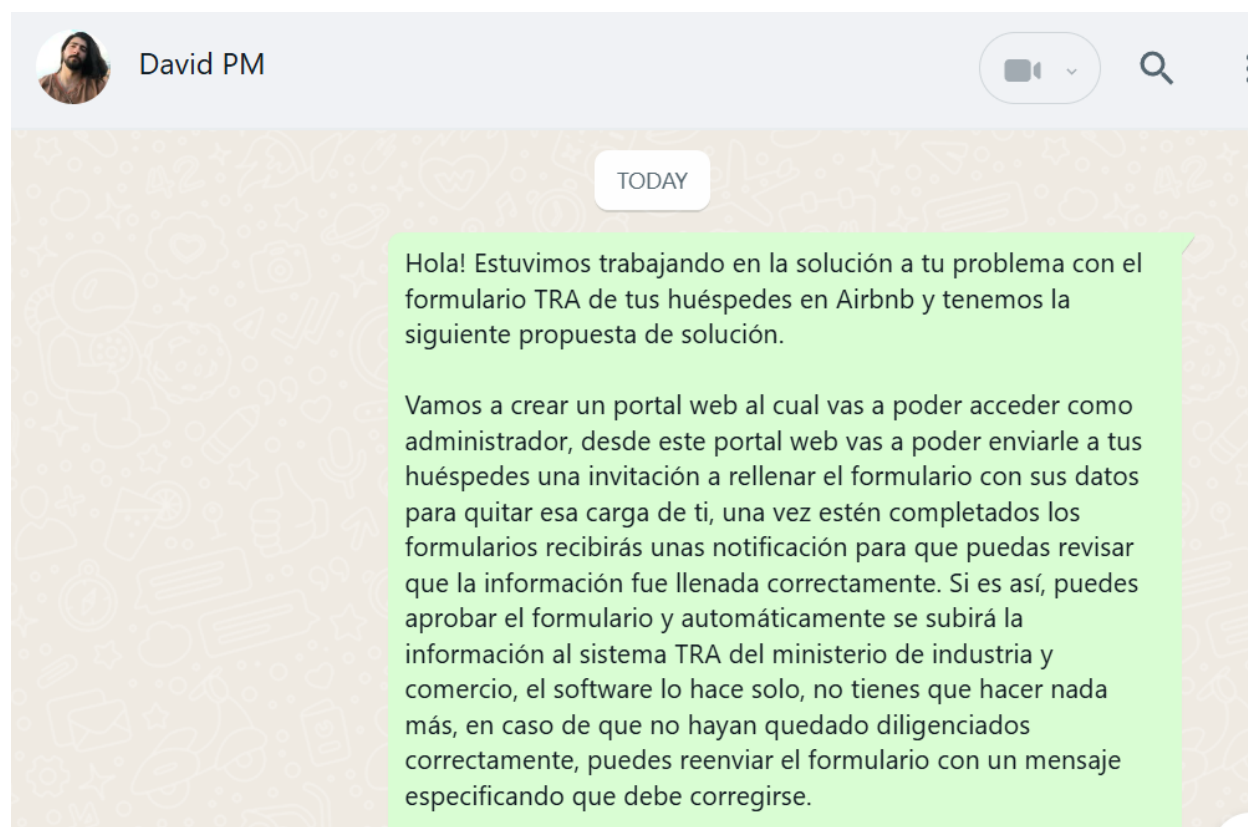 David PM
TODAY
Hola! Estuvimos trabajando en la solución a tu problema con el
formulario TRA de tus huéspedes en Airbnb y tenemos la
siguiente propuesta de solución.
Vamos a crear un portal web al cual vas a poder acceder como
administrador, desde este portal web vas a poder enviarle a tus
huéspedes una invitación a rellenar el formulario con sus datos
para quitar esa carga de ti, una vez estén completados los
formularios recibirás unas notificación para que puedas revisar
que la información fue llenada correctamente. Si es así, puedes
aprobar el formulario y automáticamente se subirá la
información al sistema TRA del ministerio de industria y
comercio, el software lo hace solo, no tienes que hacer nada
más, en caso de que no hayan quedado diligenciados
correctamente, puedes reenviar el formulario con un mensaje
especificando que debe corregirse.